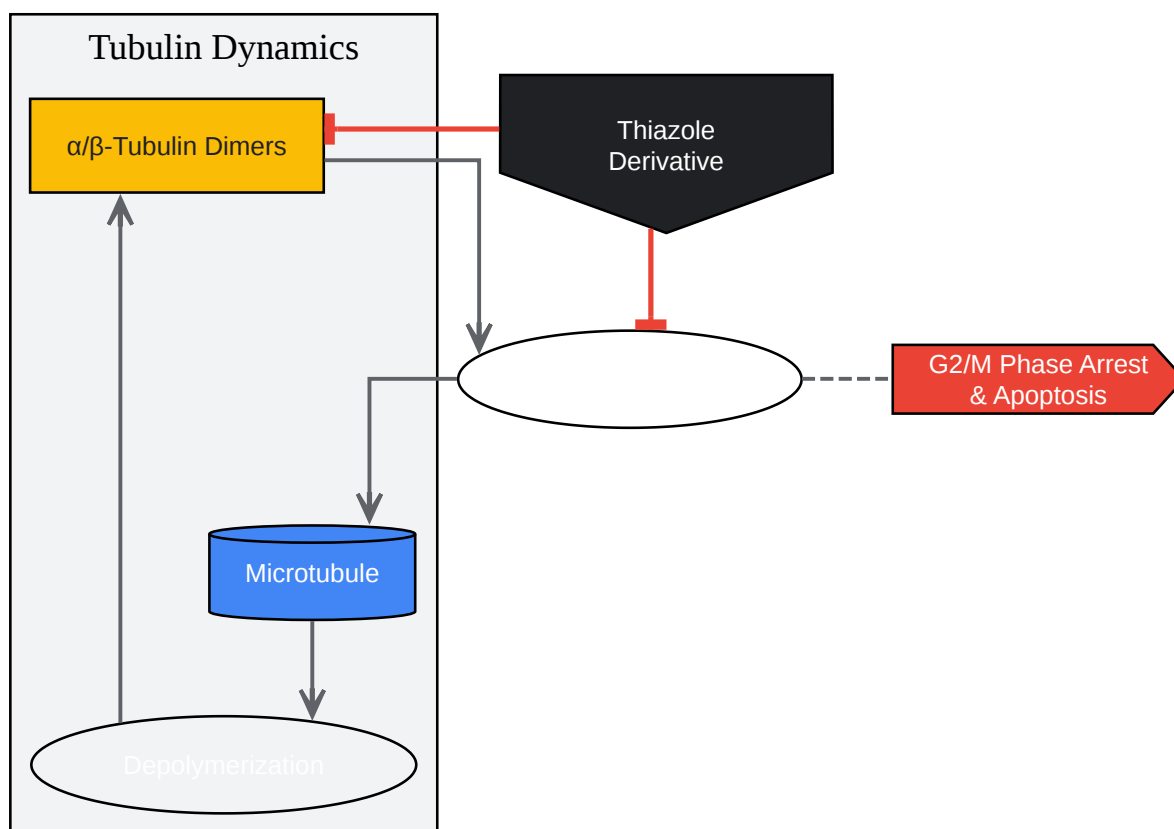 Tubulin Dynamics
α/β-Tubulin Dimers
Thiazole
Derivative
G2/M Phase Arrest
& Apoptosis
Microtubule
Depolymerization